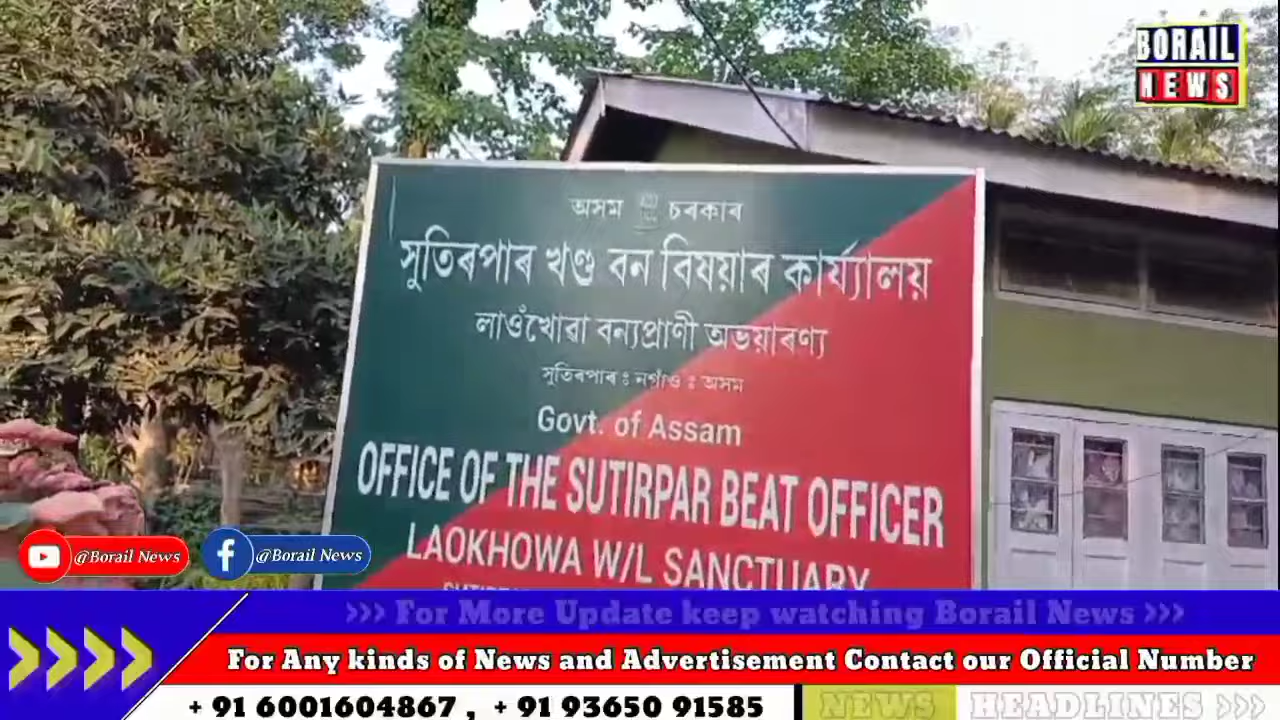 BORAIL
NEWS
অসম চৰকাৰ
সুতিৰপাৰ খণ্ড বন বিষয়াৰ কাৰ্য্যালয়
লাওঁখোৱা বন্যপ্ৰাণী অভয়াৰণ্য
সুতিৰপাৰ : নগাঁও : অসম
Govt. of Assam
OFFICE OF THE SUTIRPAR BEAT OFFICER
LAOKHOWA W/L SANCTUARY
@Borail News
@Borail News
>>> For More Update keep watching Borail News >>>
For Any kinds of News and Advertisement Contact our Official Number
+ 91 6001604867 , + 91 93650 91585
NEWS HEADLINES >>>